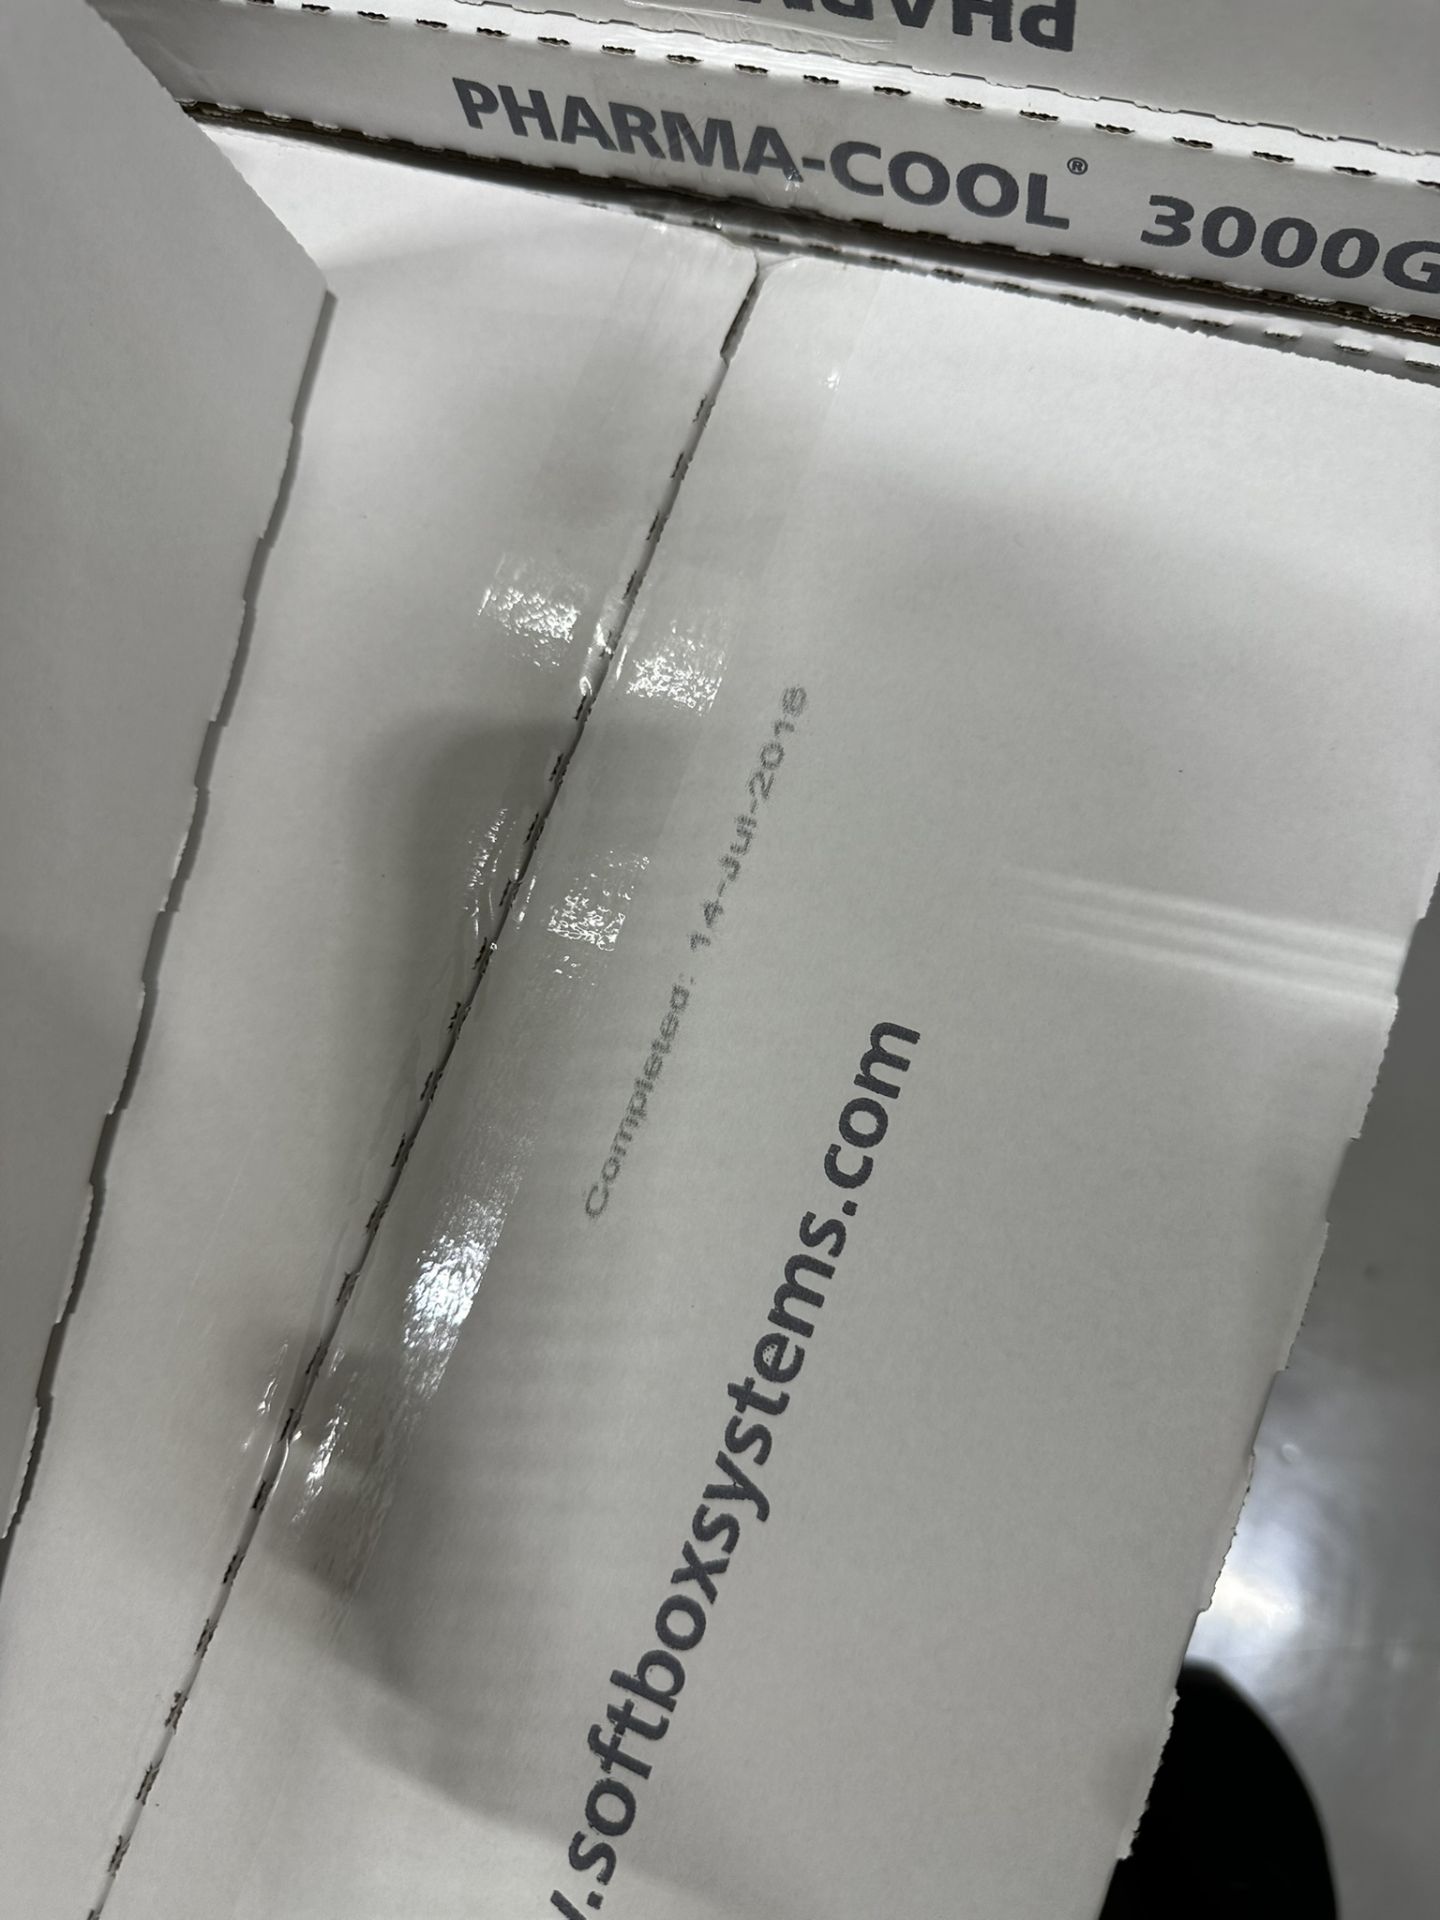 PHARMA-COOL® 3000G
Completed: 14-Jul-2018
.softboxsystems.com